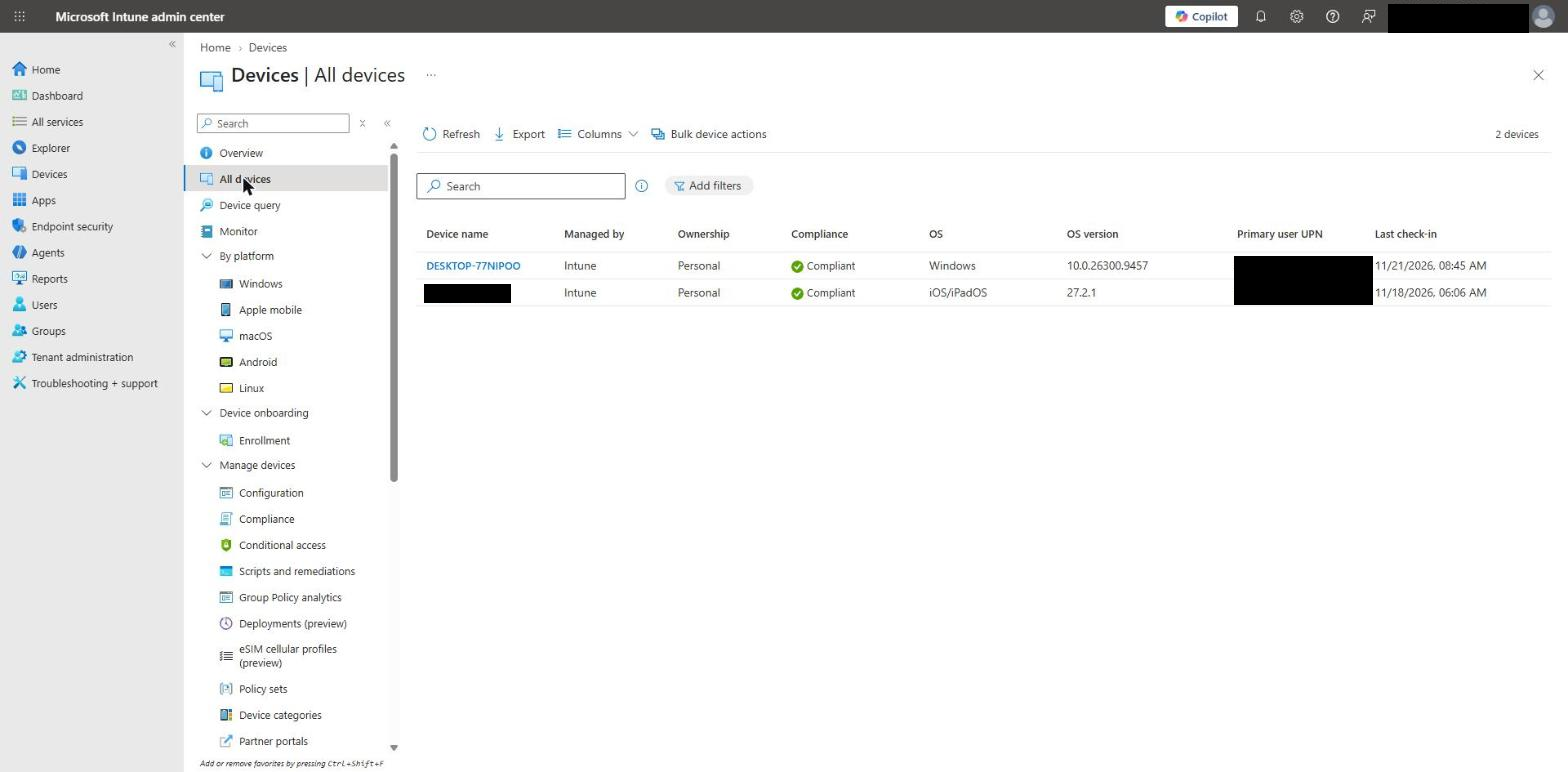 Microsoft Intune admin center
Copilot
Home
Dashboard
All services
Explorer
Devices
Apps
Endpoint security
Agents
Reports
Users
Groups
Tenant administration
Troubleshooting + support
Home > Devices
Devices | All devices
Search
Overview
All devices
Device query
Monitor
By platform
Windows
Apple mobile
macOS
Android
Linux
Device onboarding
Enrollment
Manage devices
Configuration
Compliance
Conditional access
Scripts and remediations
Group Policy analytics
Deployments (preview)
eSIM cellular profiles
(preview)
Policy sets
Device categories
Partner portals
Add or remove favorites by pressing Ctrl+Shift+F
Refresh Export Columns Bulk device actions 2 devices
Search Add filters
Device name Managed by Ownership Compliance OS OS version Primary user UPN Last check-in
DESKTOP-77NIPOO Intune Personal Compliant Windows 10.0.26300.9457 11/21/2026, 08:45 AM
Intune Personal Compliant iOS/iPadOS 27.2.1 11/18/2026, 06:06 AM